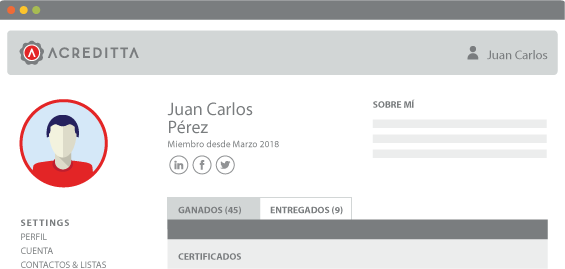 ACREDITTA
Juan Carlos
Juan Carlos
Pérez
Miembro desde Marzo 2018
SOBRE MÍ
SETTINGS
PERFIL
CUENTA
CONTACTOS & LISTAS
GANADOS (45)
ENTREGADOS (9)
CERTIFICADOS